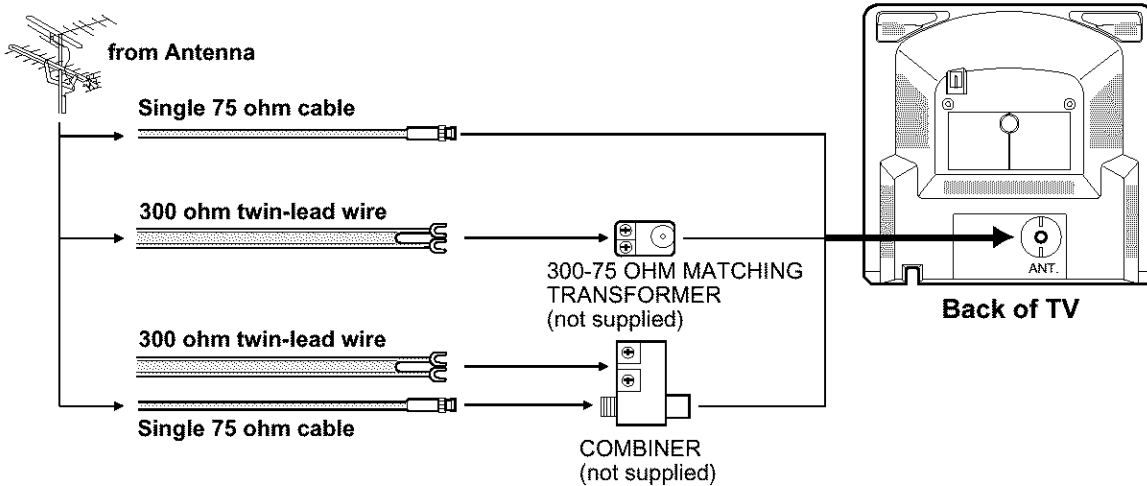 from Antenna
Single 75 ohm cable
300 ohm twin-lead wire
300-75 OHM MATCHING
TRANSFORMER
(not supplied)
ANT.
Back of TV
300 ohm twin-lead wire
Single 75 ohm cable
COMBINER
(not supplied)